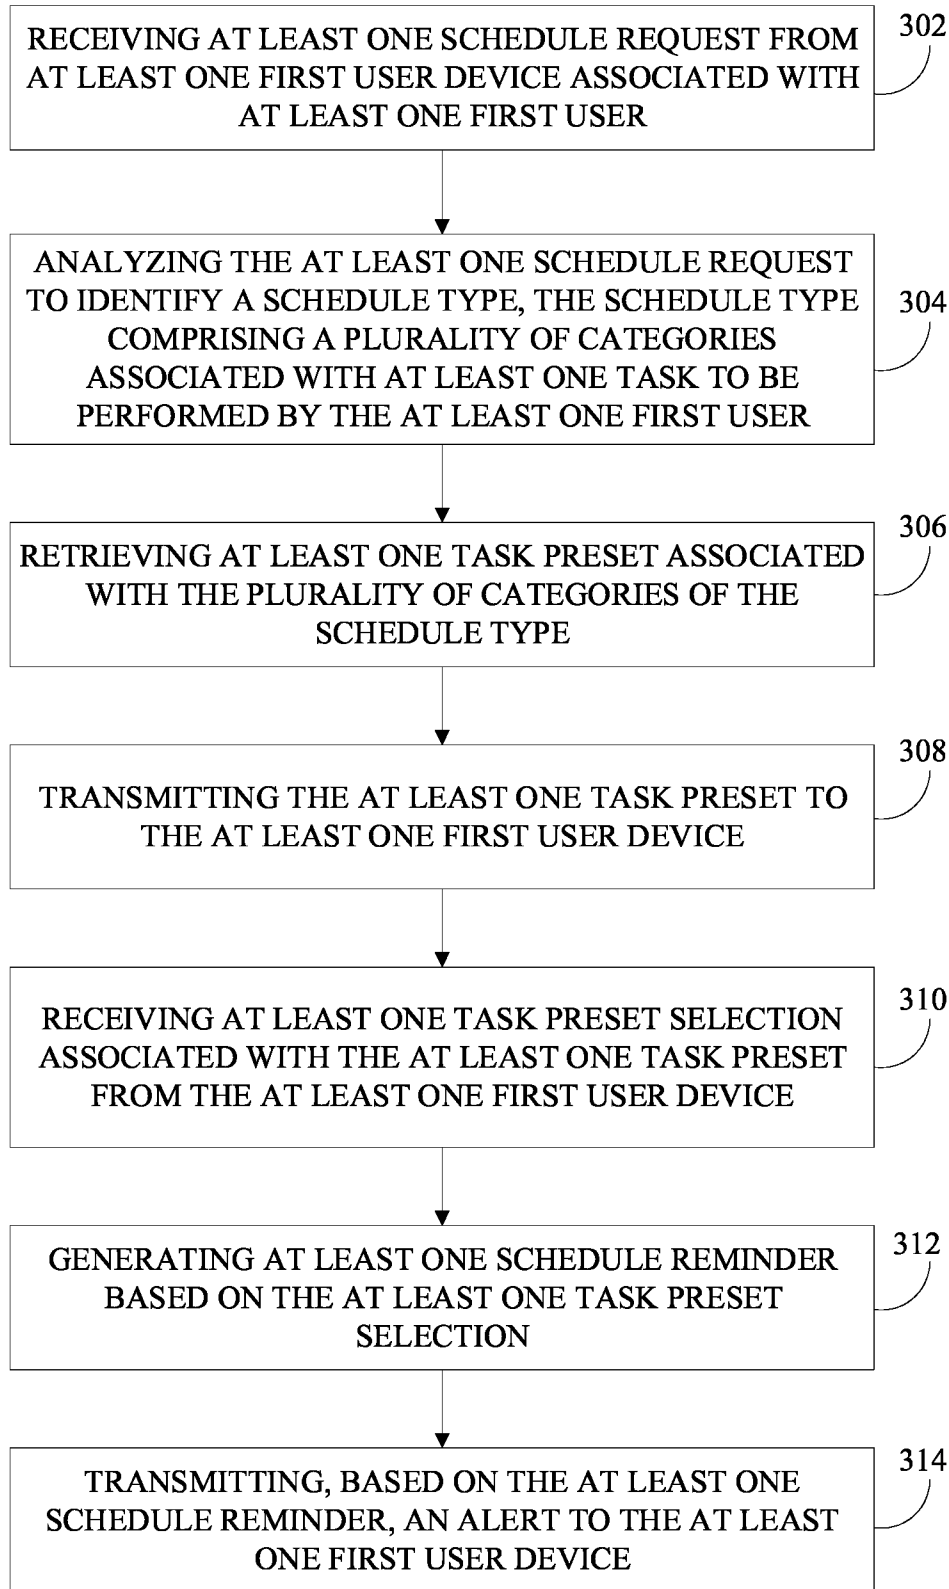 RECEIVING AT LEAST ONE SCHEDULE REQUEST FROM
AT LEAST ONE FIRST USER DEVICE ASSOCIATED WITH
AT LEAST ONE FIRST USER
302
ANALYZING THE AT LEAST ONE SCHEDULE REQUEST
TO IDENTIFY A SCHEDULE TYPE, THE SCHEDULE TYPE
COMPRISING A PLURALITY OF CATEGORIES
ASSOCIATED WITH AT LEAST ONE TASK TO BE
PERFORMED BY THE AT LEAST ONE FIRST USER
304
RETRIEVING AT LEAST ONE TASK PRESET ASSOCIATED
WITH THE PLURALITY OF CATEGORIES OF THE
SCHEDULE TYPE
306
TRANSMITTING THE AT LEAST ONE TASK PRESET TO
THE AT LEAST ONE FIRST USER DEVICE
308
RECEIVING AT LEAST ONE TASK PRESET SELECTION
ASSOCIATED WITH THE AT LEAST ONE TASK PRESET
FROM THE AT LEAST ONE FIRST USER DEVICE
310
GENERATING AT LEAST ONE SCHEDULE REMINDER
BASED ON THE AT LEAST ONE TASK PRESET
SELECTION
312
TRANSMITTING, BASED ON THE AT LEAST ONE
SCHEDULE REMINDER, AN ALERT TO THE AT LEAST
ONE FIRST USER DEVICE
314